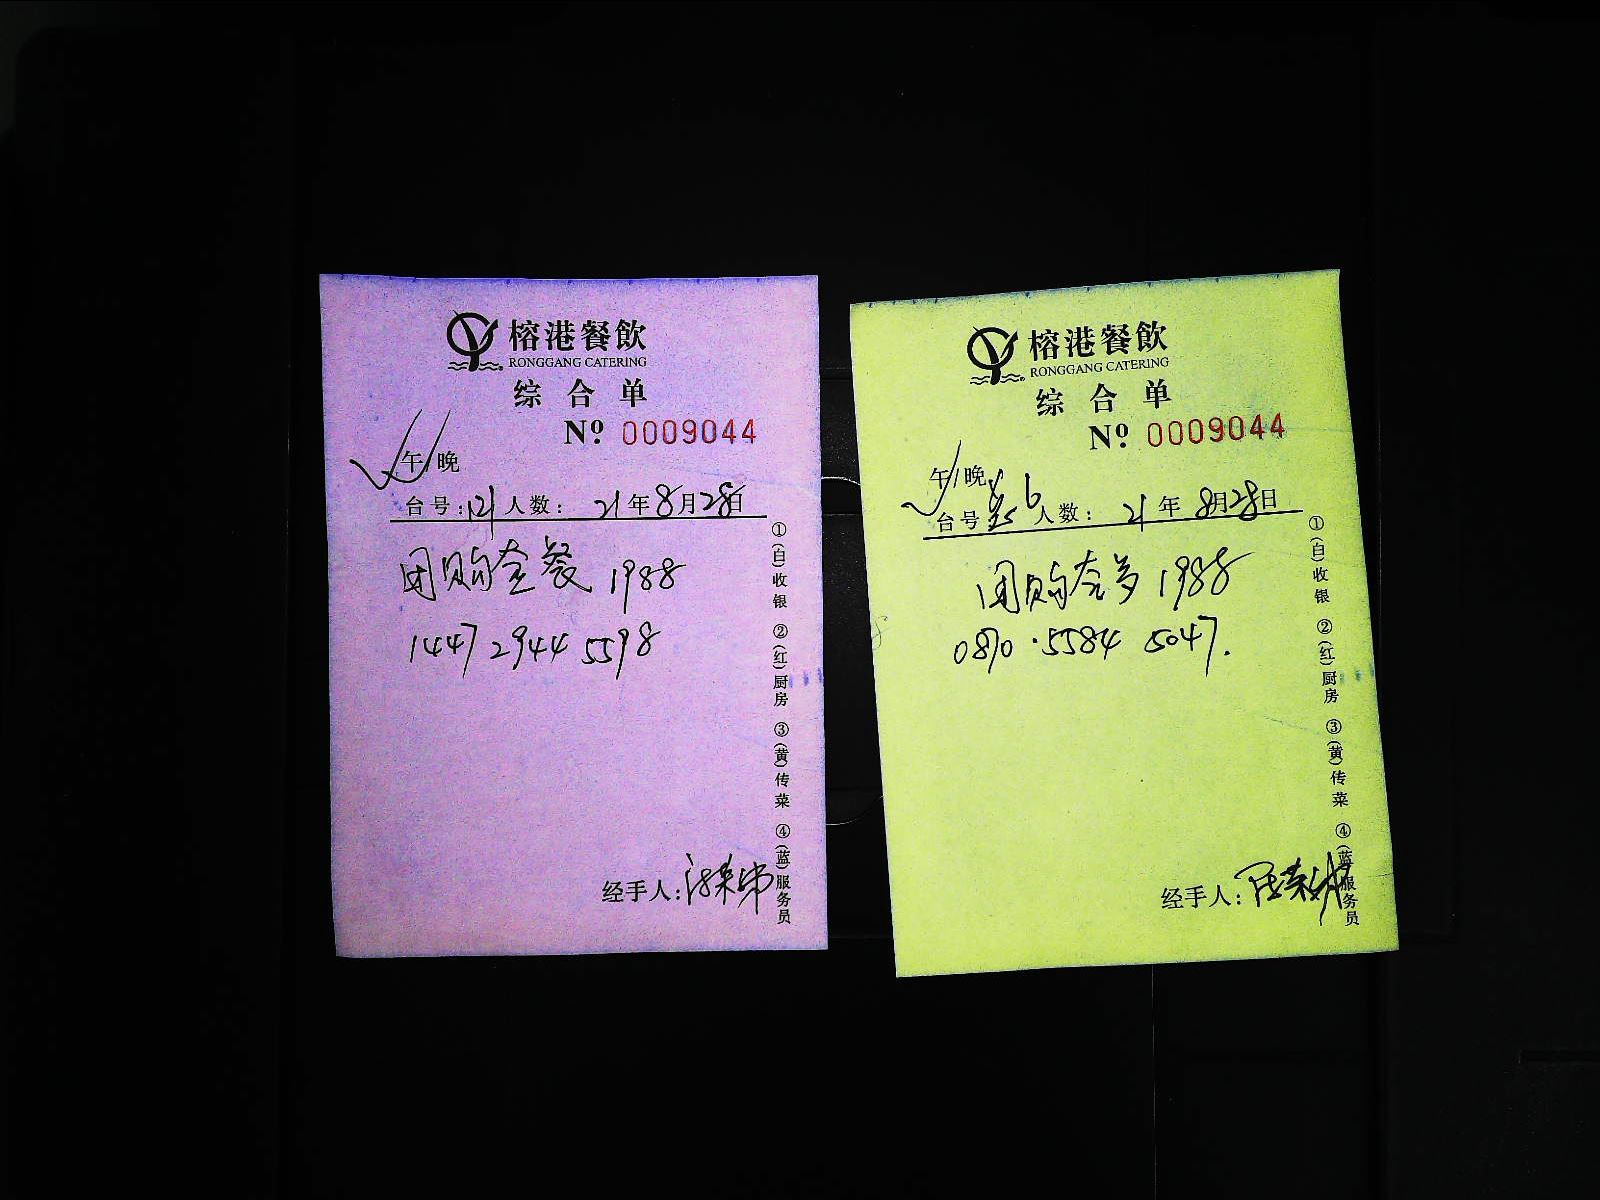 榕港餐飲
RONGGANG CATERING
综合单
Nº 0009044
午/晚
台号:121 人数: 21年8月28日
团购套餐 1988
1447 2944 5598
经手人:
①(白)收银 ②(红)厨房 ③(黄)传菜 ④(蓝)服务员
榕港餐飲
RONGGANG CATERING
综合单
Nº 0009044
午/晚
台号 人数: 21年8月28日
团购套 1988
0870·5584 5047.
经手人:
①(白)收银 ②(红)厨房 ③(黄)传菜 ④(蓝)服务员